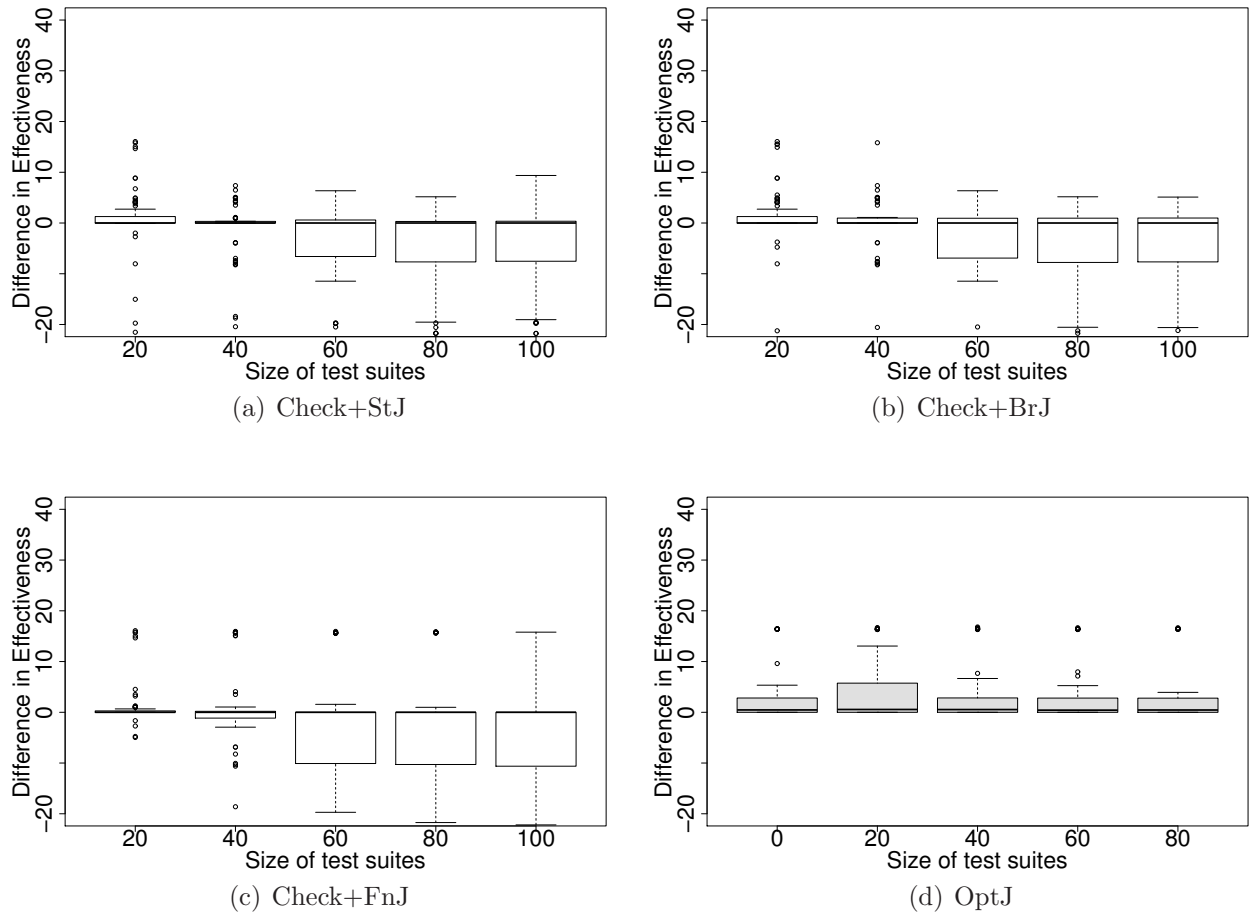 Difference in Effectiveness
40
30
20
10
0
−20
20 40 60 80 100
Size of test suites
(a) Check+StJ
Difference in Effectiveness
40
30
20
10
0
−20
20 40 60 80 100
Size of test suites
(b) Check+BrJ
Difference in Effectiveness
40
30
20
10
0
−20
20 40 60 80 100
Size of test suites
(c) Check+FnJ
Difference in Effectiveness
40
30
20
10
0
−20
0 20 40 60 80
Size of test suites
(d) OptJ